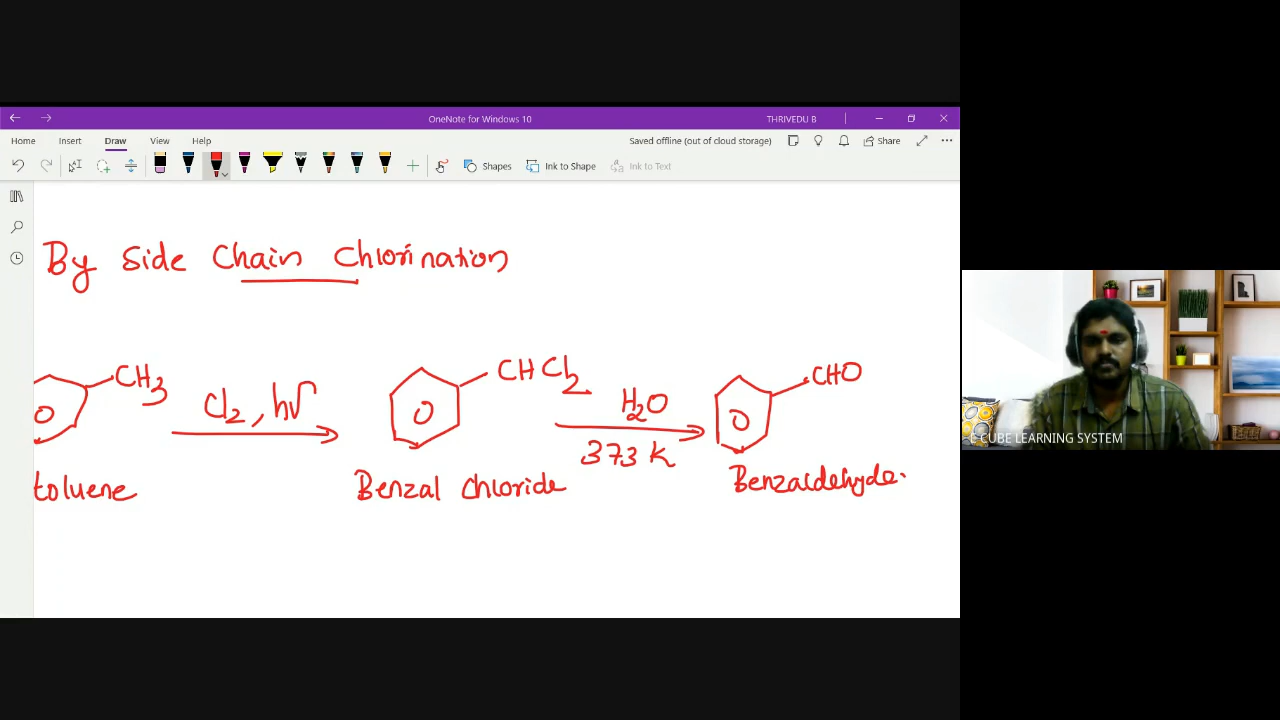 OneNote for Windows 10
THRIVEDU B
Home Insert Draw View Help
Saved offline (out of cloud storage) Share
Shapes Ink to Shape Ink to Text
By Side Chain Chlorination
CH3 Cl2, hν CHCl2 H2O 373 K CHO
toluene Benzal chloride Benzaldehyde.
C CUBE LEARNING SYSTEM